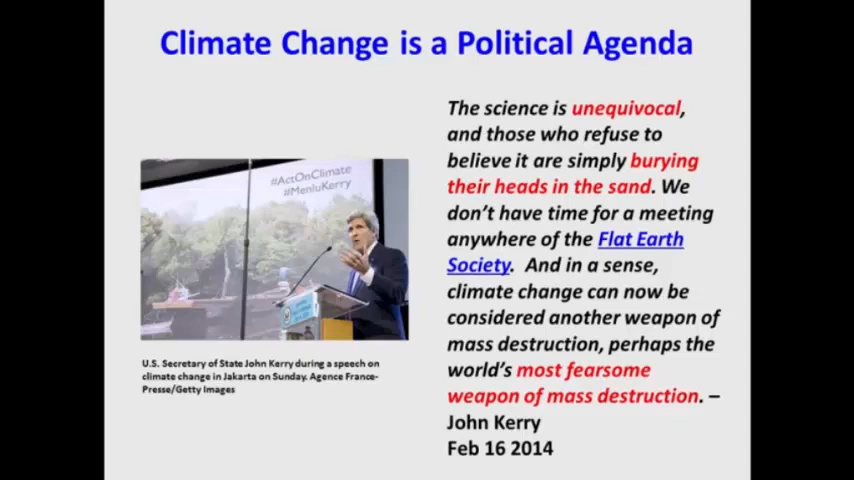 Climate Change is a Political Agenda
#ActOnClimate
#MenluKerry
U.S. Secretary of State John Kerry during a speech on
climate change in Jakarta on Sunday. Agence France-
Presse/Getty Images
The science is unequivocal,
and those who refuse to
believe it are simply burying
their heads in the sand. We
don't have time for a meeting
anywhere of the Flat Earth
Society. And in a sense,
climate change can now be
considered another weapon of
mass destruction, perhaps the
world's most fearsome
weapon of mass destruction. –
John Kerry
Feb 16 2014